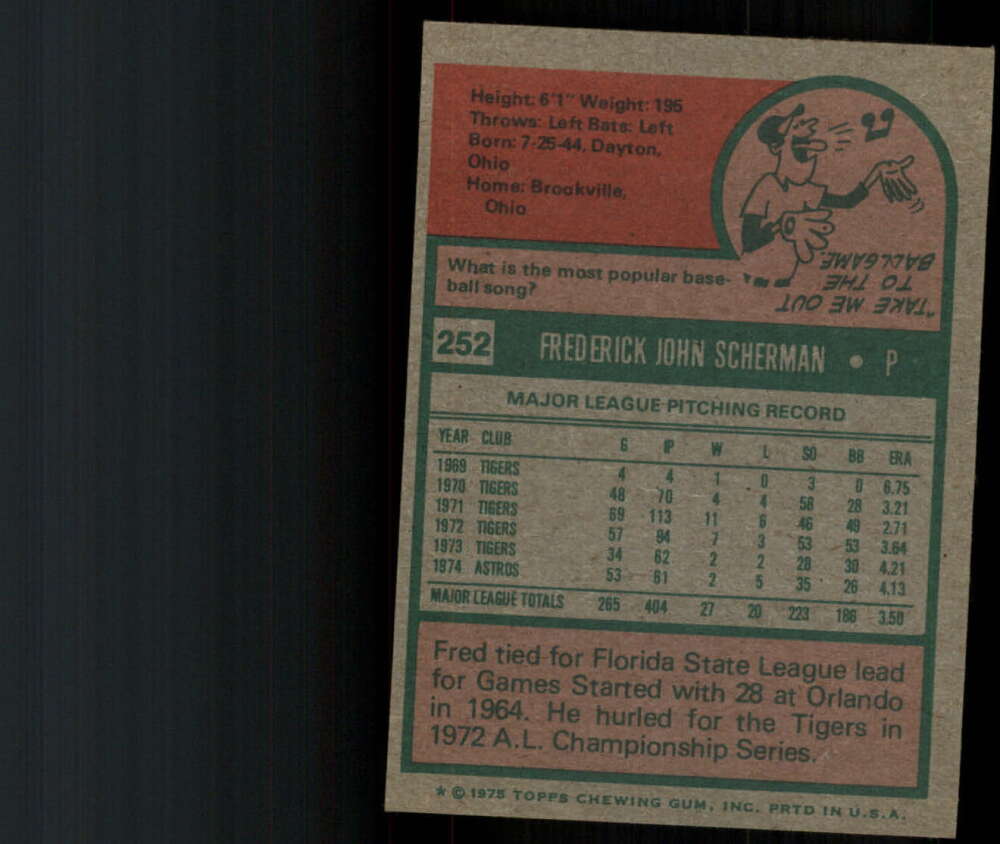 Height: 6'1" Weight: 195
Throws: Left Bats: Left
Born: 7-25-44, Dayton,
Ohio
Home: Brookville,
Ohio
What is the most popular base-
ball song?
"TAKE ME OUT
TO THE
BALLGAME.
252 FREDERICK JOHN SCHERMAN • P
MAJOR LEAGUE PITCHING RECORD
YEAR CLUB G IP W L SO BB ERA
1969 TIGERS 4 4 1 0 3 0 6.75
1970 TIGERS 48 70 4 4 58 28 3.21
1971 TIGERS 69 113 11 6 46 49 2.71
1972 TIGERS 57 94 7 3 53 53 3.64
1973 TIGERS 34 62 2 2 28 30 4.21
1974 ASTROS 53 61 2 5 35 26 4.13
MAJOR LEAGUE TOTALS 265 404 27 20 223 186 3.50
Fred tied for Florida State League lead
for Games Started with 28 at Orlando
in 1964. He hurled for the Tigers in
1972 A.L. Championship Series.
* © 1975 TOPPS CHEWING GUM, INC. PRTD IN U.S.A.